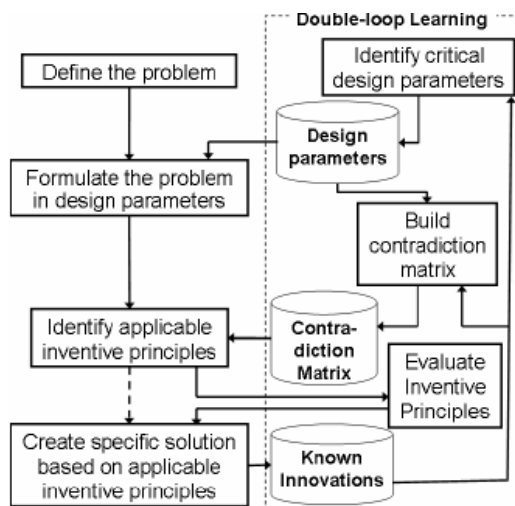 Double-loop Learning
Define the problem
Identify critical
design parameters
Design
parameters
Formulate the problem
in design parameters
Build
contradiction
matrix
Identify applicable
inventive principles
Contra-
diction
Matrix
Evaluate
Inventive
Principles
Create specific solution
based on applicable
inventive principles
Known
Innovations